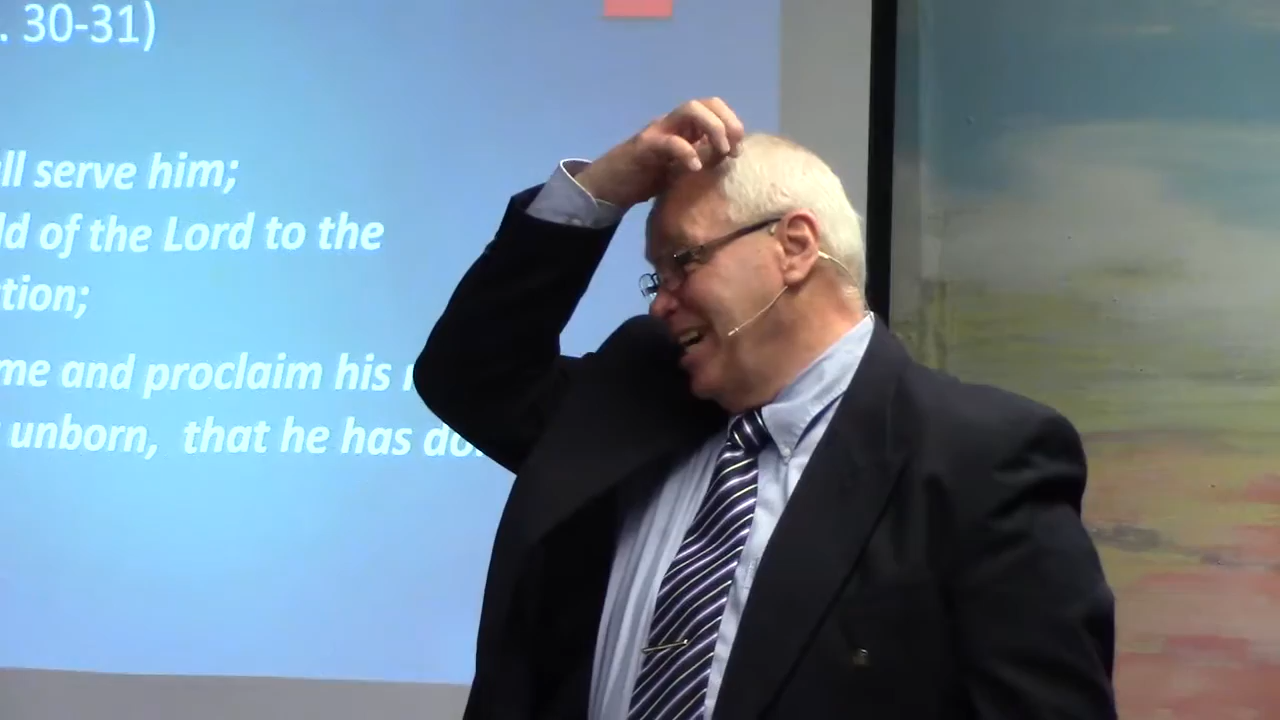 . 30-31)
ll serve him;
ld of the Lord to the
tion;
me and proclaim his
unborn, that he has